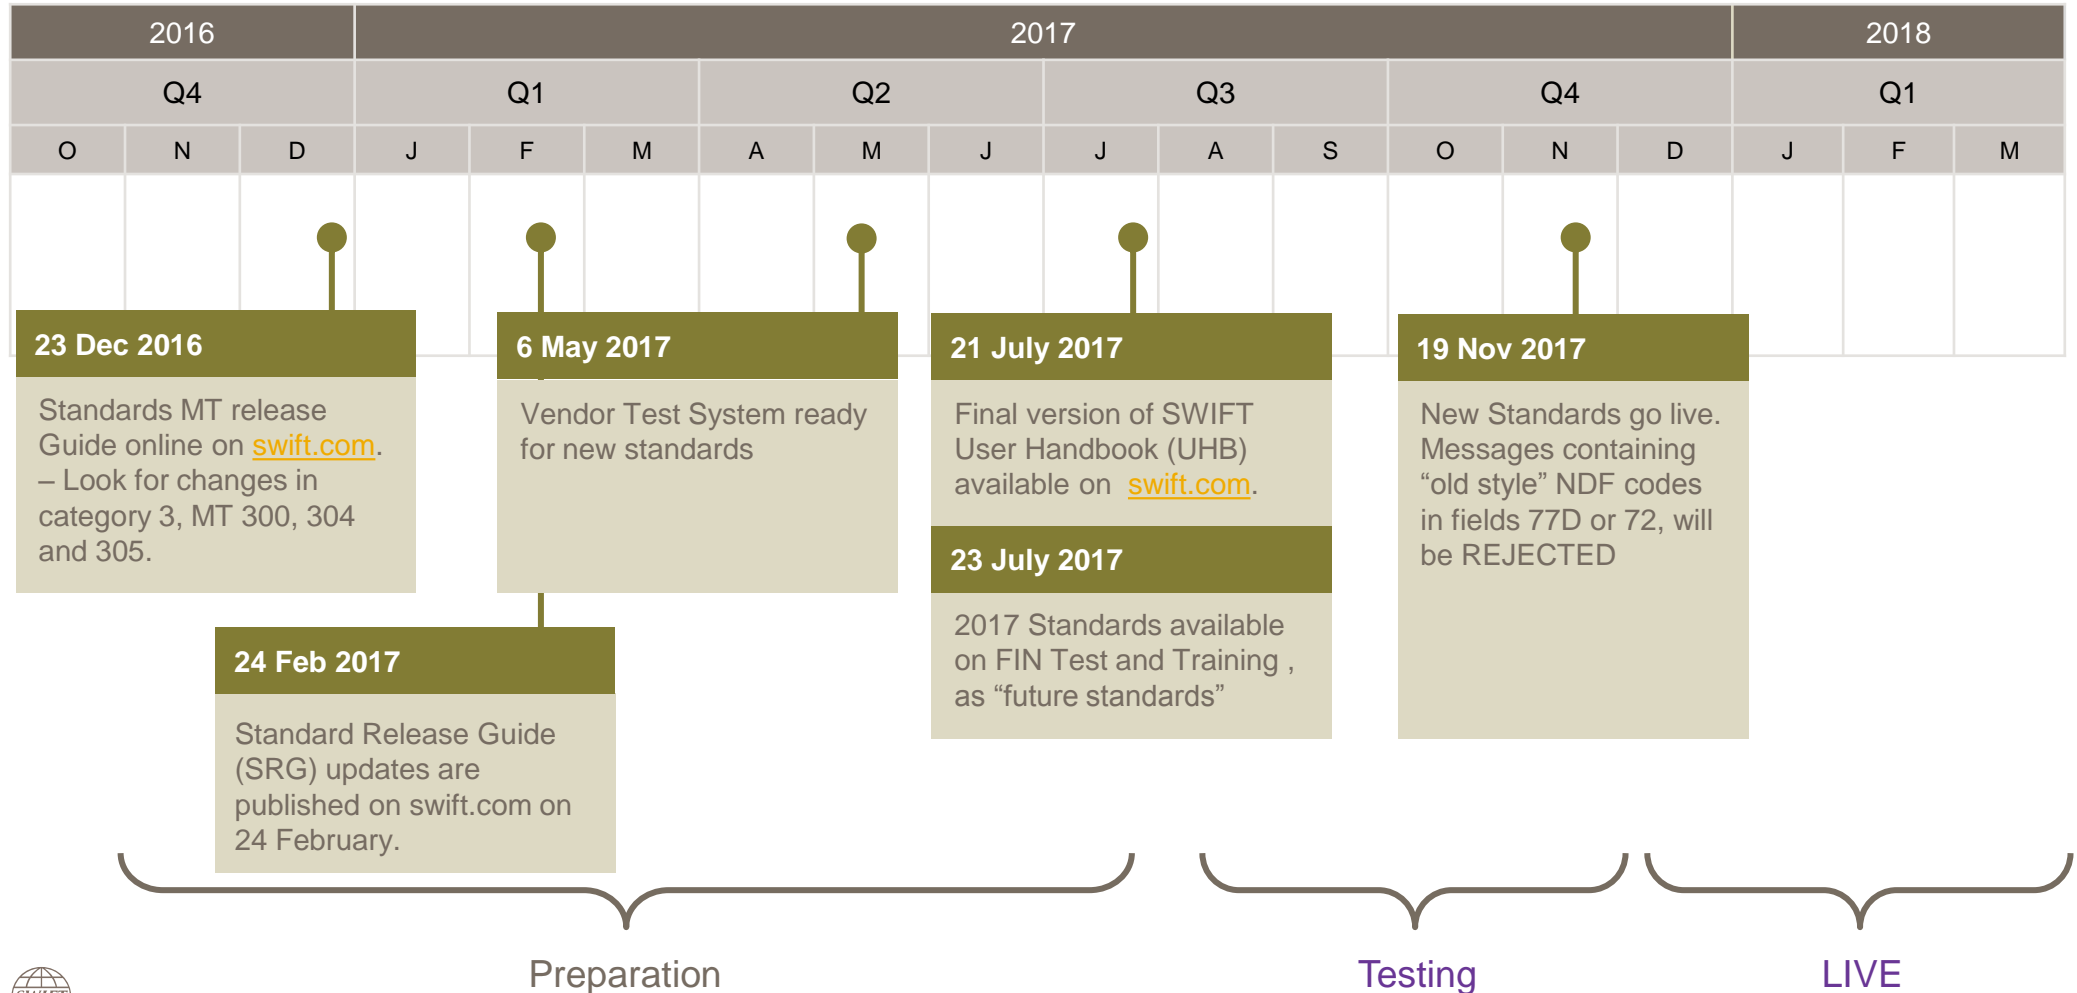 2016 2017 2018
Q4 Q1 Q2 Q3 Q4 Q1
O N D J F M A M J J A S O N D J F M
23 Dec 2016
Standards MT release
Guide online on swift.com.
– Look for changes in
category 3, MT 300, 304
and 305.
6 May 2017
Vendor Test System ready
for new standards
21 July 2017
Final version of SWIFT
User Handbook (UHB)
available on swift.com.
19 Nov 2017
New Standards go live.
Messages containing
“old style” NDF codes
in fields 77D or 72, will
be REJECTED
23 July 2017
2017 Standards available
on FIN Test and Training ,
as “future standards”
24 Feb 2017
Standard Release Guide
(SRG) updates are
published on swift.com on
24 February.
Preparation
Testing
LIVE